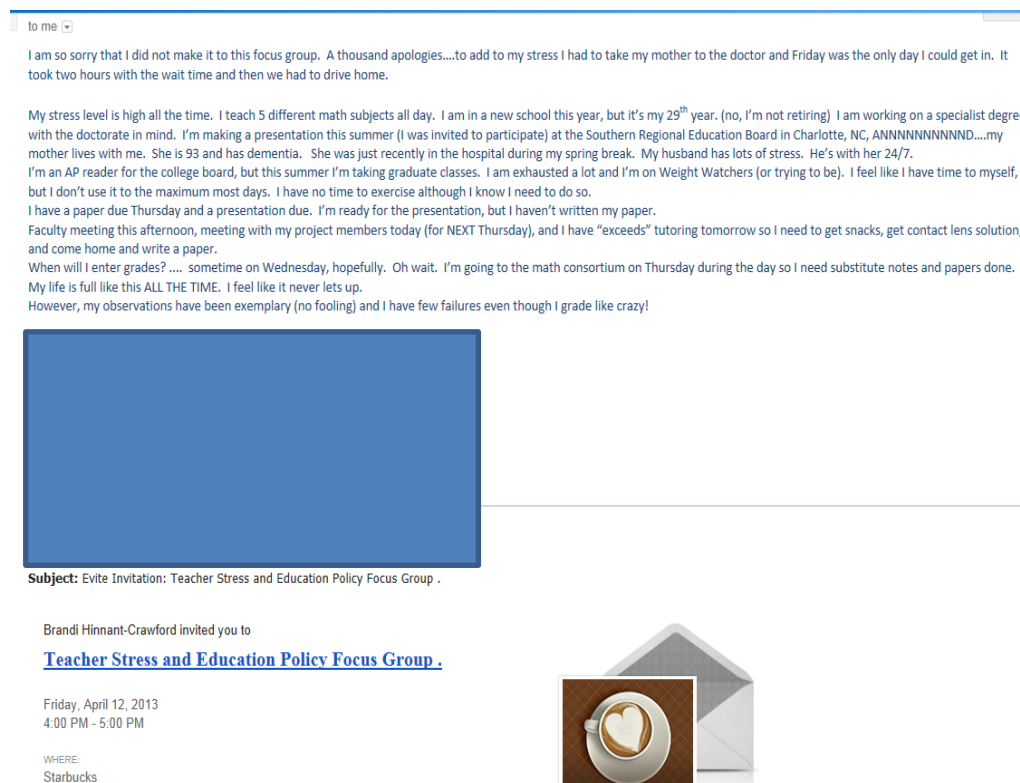 to me
I am so sorry that I did not make it to this focus group.  A thousand apologies....to add to my stress I had to take my mother to the doctor and Friday was the only day I could get in.  It
took two hours with the wait time and then we had to drive home.
My stress level is high all the time.  I teach 5 different math subjects all day.  I am in a new school this year, but it's my 29th year. (no, I'm not retiring)  I am working on a specialist degre
with the doctorate in mind.  I'm making a presentation this summer (I was invited to participate) at the Southern Regional Education Board in Charlotte, NC, ANNNNNNNNNND....my
mother lives with me.  She is 93 and has dementia.   She was just recently in the hospital during my spring break.  My husband has lots of stress.  He's with her 24/7.
I'm an AP reader for the college board, but this summer I'm taking graduate classes.  I am exhausted a lot and I'm on Weight Watchers (or trying to be).  I feel like I have time to myself,
but I don't use it to the maximum most days.  I have no time to exercise although I know I need to do so.
I have a paper due Thursday and a presentation due.  I'm ready for the presentation, but I haven't written my paper.
Faculty meeting this afternoon, meeting with my project members today (for NEXT Thursday), and I have "exceeds" tutoring tomorrow so I need to get snacks, get contact lens solution,
and come home and write a paper.
When will I enter grades? .... sometime on Wednesday, hopefully.  Oh wait.  I'm going to the math consortium on Thursday during the day so I need substitute notes and papers done.
My life is full like this ALL THE TIME.  I feel like it never lets up.
However, my observations have been exemplary (no fooling) and I have few failures even though I grade like crazy!
Subject: Evite Invitation: Teacher Stress and Education Policy Focus Group .
Brandi Hinnant-Crawford invited you to
Teacher Stress and Education Policy Focus Group .
Friday, April 12, 2013
4:00 PM - 5:00 PM
WHERE:
Starbucks